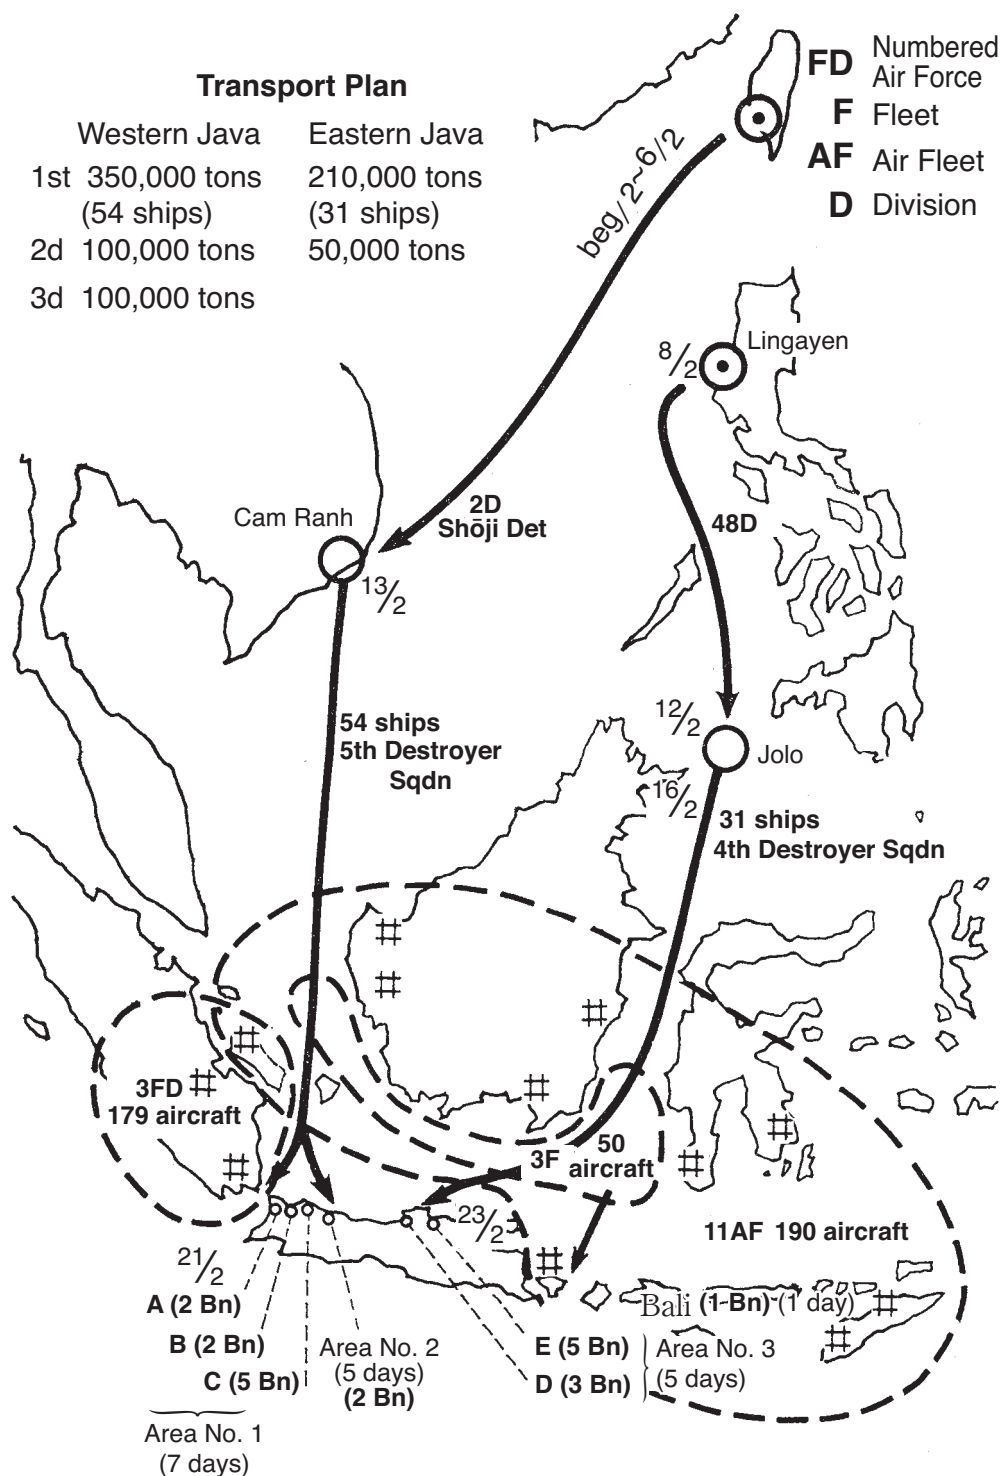 Transport Plan
Western Java Eastern Java
1st 350,000 tons 210,000 tons
(54 ships) (31 ships)
2d 100,000 tons 50,000 tons
3d 100,000 tons
FD Numbered Air Force
F Fleet
AF Air Fleet
D Division
beg/2~6/2
8/2
Lingayen
2D
Shōji Det
48D
Cam Ranh
13/2
54 ships
5th Destroyer
Sqdn
12/2
Jolo
16/2
31 ships
4th Destroyer Sqdn
3FD
179 aircraft
3F
50
aircraft
11AF 190 aircraft
21/2
23/2
A (2 Bn)
B (2 Bn)
C (5 Bn)
Area No. 1
(7 days)
Area No. 2
(5 days)
(2 Bn)
E (5 Bn)
D (3 Bn)
Area No. 3
(5 days)
Bali (1 Bn) (1 day)